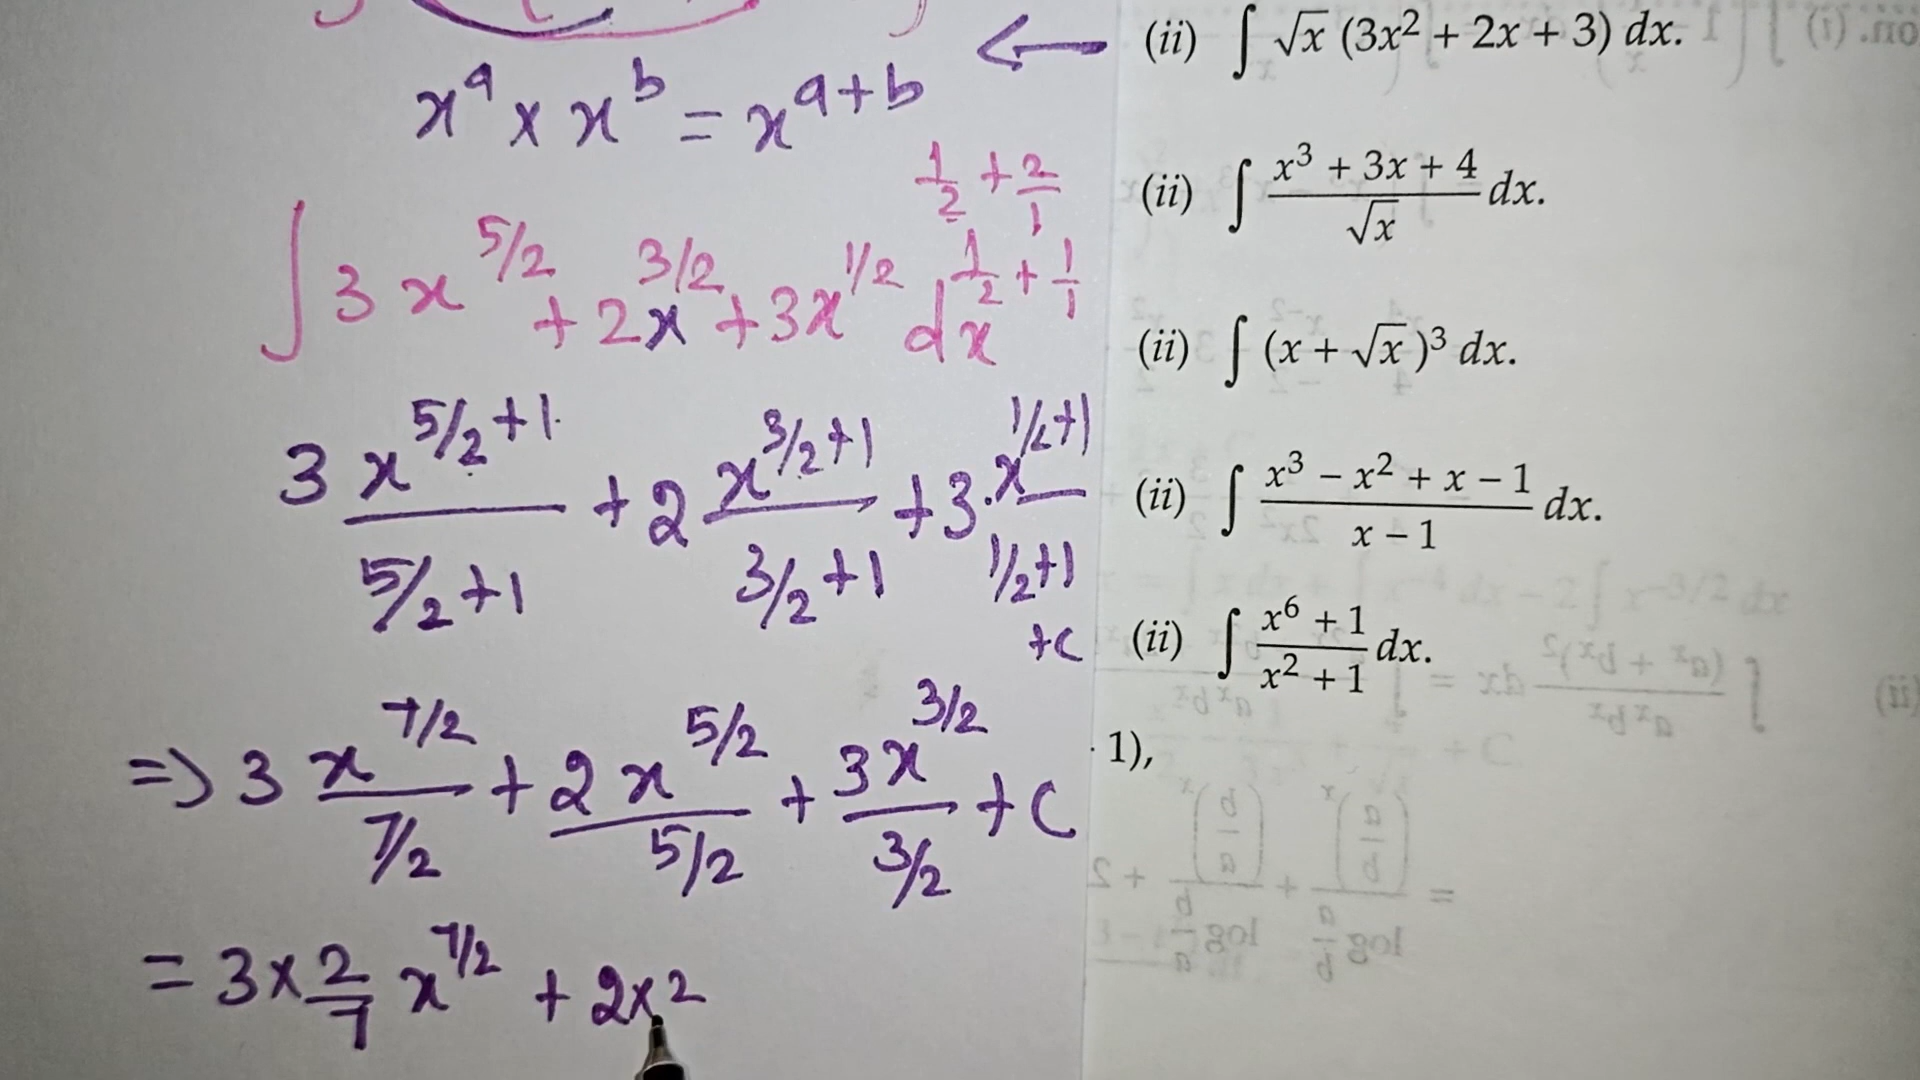 x^a × x^b = x^{a+b}
1/2 + 2/1
∫ 3x^{5/2} + 2x^{3/2} + 3x^{1/2} dx
1/2 + 1/1
3 x^{5/2+1}/(5/2+1) + 2 x^{3/2+1}/(3/2+1) + 3·x^{1/2+1}/(1/2+1)
+c
⇒ 3 x^{7/2}/(7/2) + 2x^{5/2}/(5/2) + 3x^{3/2}/(3/2) + C
= 3×2/7 x^{7/2} + 2×2
(ii) ∫ √x (3x² + 2x + 3) dx.
(ii) ∫ (x³ + 3x + 4)/√x dx.
(ii) ∫ (x + √x)³ dx.
(ii) ∫ (x³ – x² + x – 1)/(x – 1) dx.
(ii) ∫ (x⁶ + 1)/(x² + 1) dx.
1),